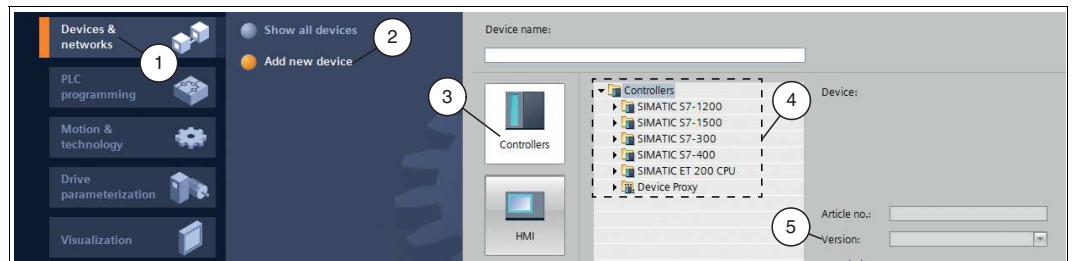 Devices &
networks
1
PLC
programming
Motion &
technology
Drive
parameterization
Visualization
Show all devices
2
Add new device
Device name:
3
Controllers
HMI
Controllers
SIMATIC S7-1200
SIMATIC S7-1500
SIMATIC S7-300
SIMATIC S7-400
SIMATIC ET 200 CPU
Device Proxy
4
Device:
Article no.:
5
Version: